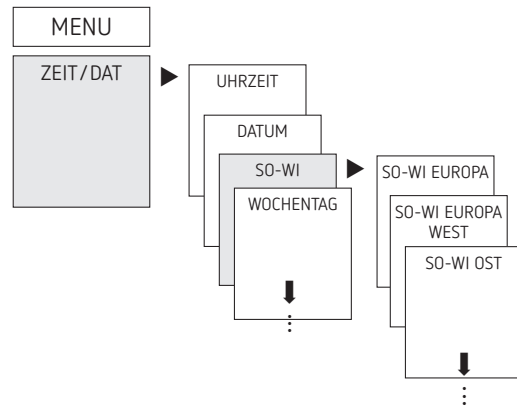 MENU
ZEIT/DAT
UHRZEIT
DATUM
SO-WI
WOCHENTAG
SO-WI EUROPA
SO-WI EUROPA
WEST
SO-WI OST